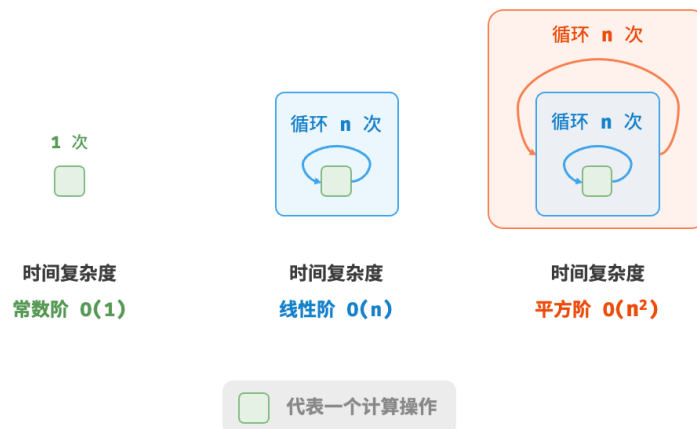 1 次
时间复杂度
常数阶 O(1)
循环 n 次
时间复杂度
线性阶 O(n)
循环 n 次
循环 n 次
时间复杂度
平方阶 O(n²)
代表一个计算操作